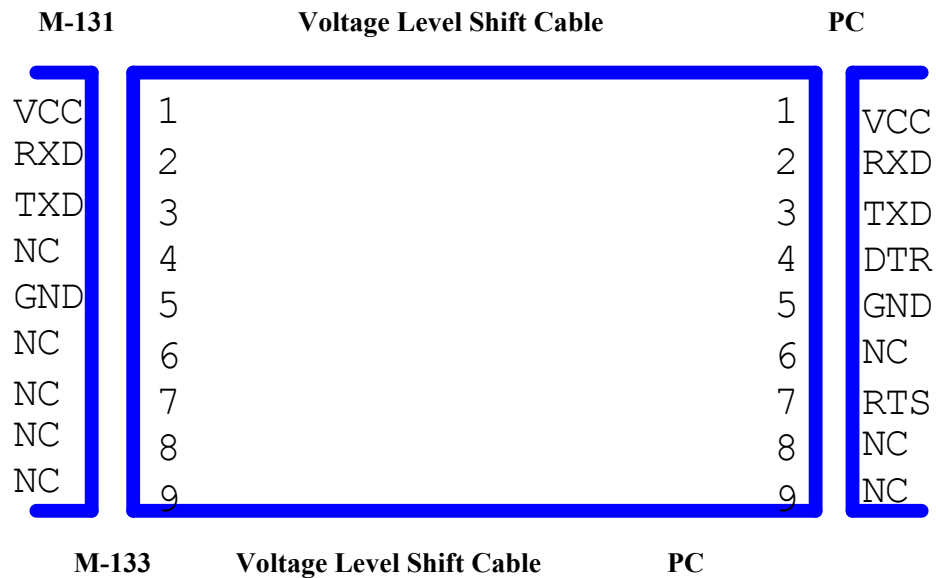 M-131 Voltage Level Shift Cable PC
VCC 1 1 VCC
RXD 2 2 RXD
TXD 3 3 TXD
NC 4 4 DTR
GND 5 5 GND
NC 6 6 NC
NC 7 7 RTS
NC 8 8 NC
NC 9 9 NC
M-133 Voltage Level Shift Cable PC